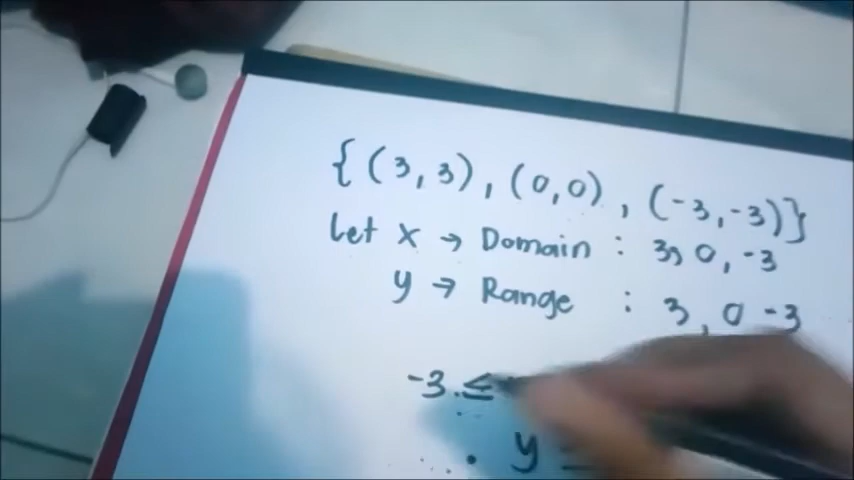 {(3,3), (0,0), (-3,-3)}
Let x → Domain : 3, 0, -3
y → Range : 3, 0 -3
-3 ≤
y